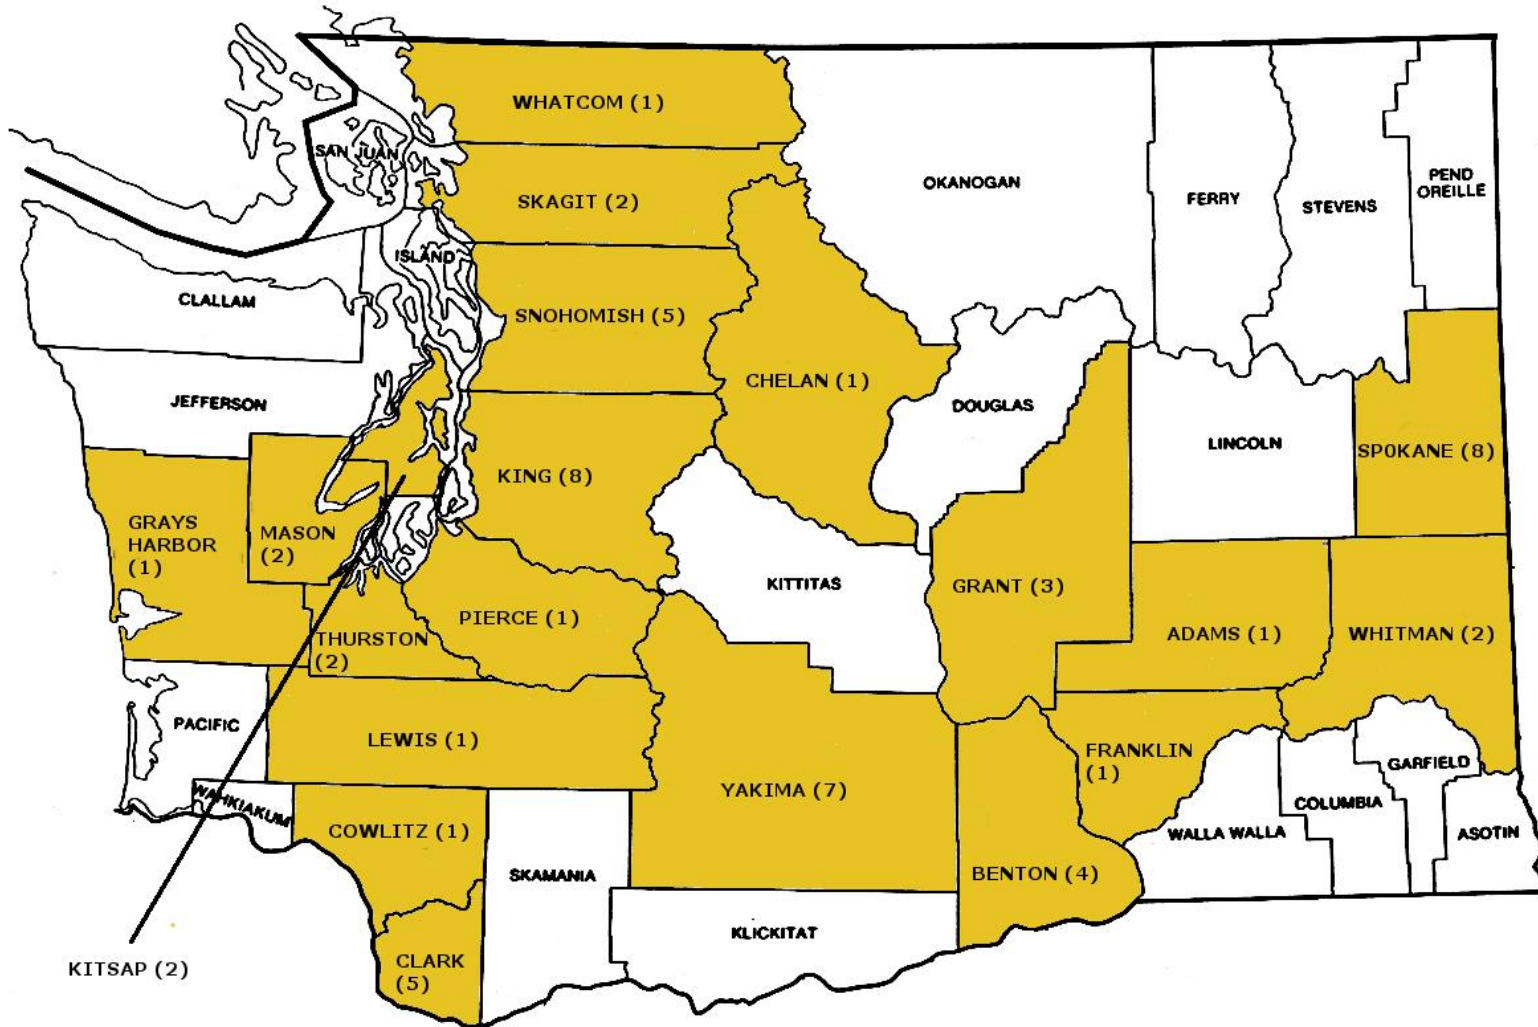 WHATCOM (1)
SAN JUAN
SKAGIT (2)
OKANOGAN
FERRY
STEVENS
PEND
OREILLE
ISLAND
CLALLAM
SNOHOMISH (5)
CHELAN (1)
JEFFERSON
DOUGLAS
LINCOLN
SPOKANE (8)
KING (8)
GRAYS
HARBOR
(1)
MASON
(2)
KITTITAS
GRANT (3)
PIERCE (1)
THURSTON
(2)
ADAMS (1)
WHITMAN (2)
PACIFIC
LEWIS (1)
FRANKLIN
(1)
GARFIELD
WAHKIAKUM
YAKIMA (7)
COLUMBIA
COWLITZ (1)
WALLA WALLA
ASOTIN
SKAMANIA
BENTON (4)
KLICKITAT
KITSAP (2)
CLARK
(5)